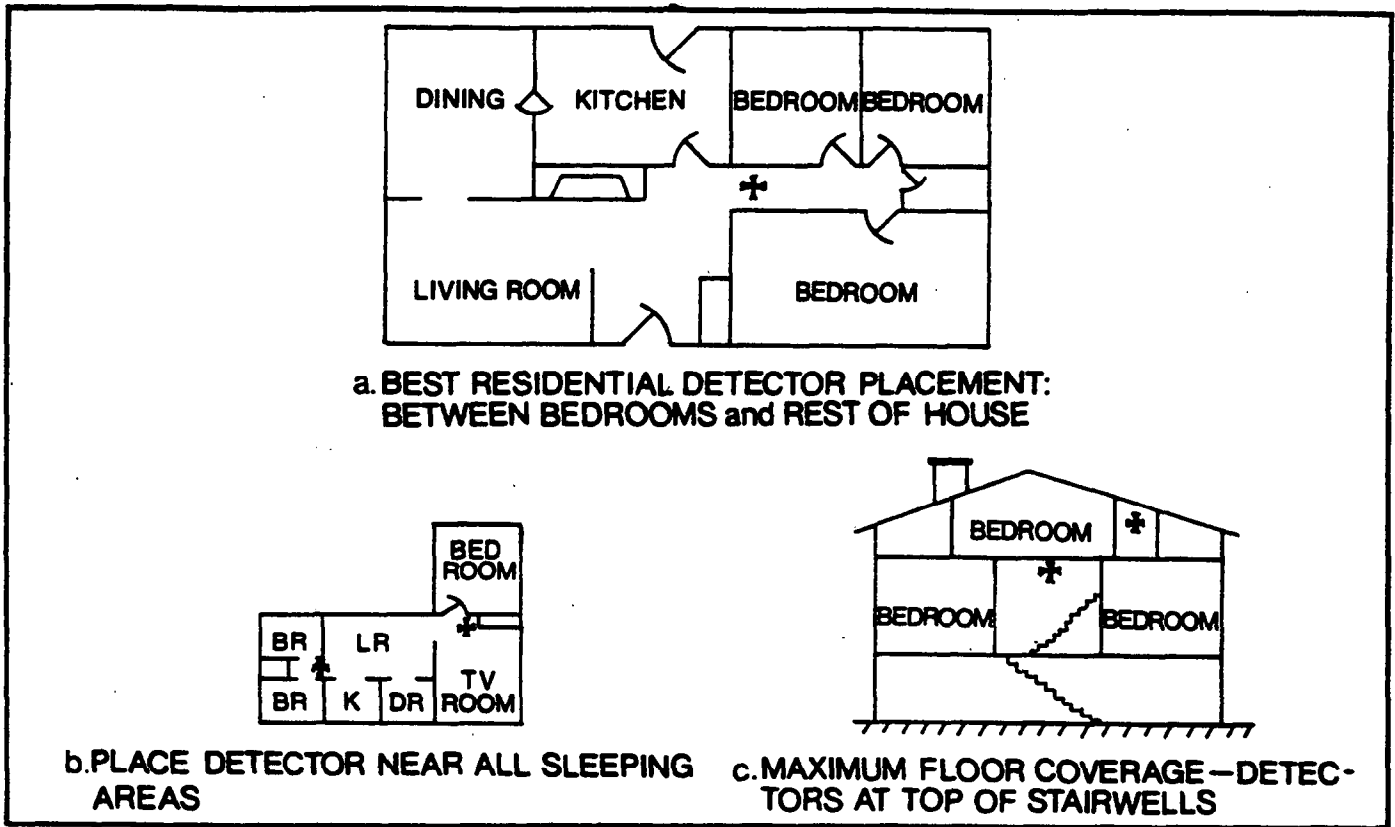 DINING KITCHEN BEDROOM BEDROOM
LIVING ROOM BEDROOM
a. BEST RESIDENTIAL DETECTOR PLACEMENT:
BETWEEN BEDROOMS and REST OF HOUSE
BED
ROOM
BR LR
BR K DR
TV
ROOM
b. PLACE DETECTOR NEAR ALL SLEEPING
AREAS
BEDROOM
BEDROOM BEDROOM
c. MAXIMUM FLOOR COVERAGE—DETEC-
TORS AT TOP OF STAIRWELLS